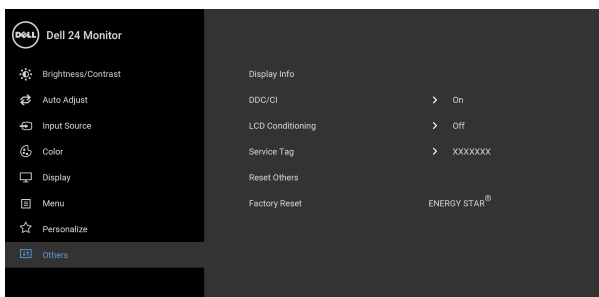 DELL Dell 24 Monitor
Brightness/Contrast
Auto Adjust
Input Source
Color
Display
Menu
Personalize
Others
Display Info
DDC/CI > On
LCD Conditioning > Off
Service Tag > XXXXXXX
Reset Others
Factory Reset ENERGY STAR®